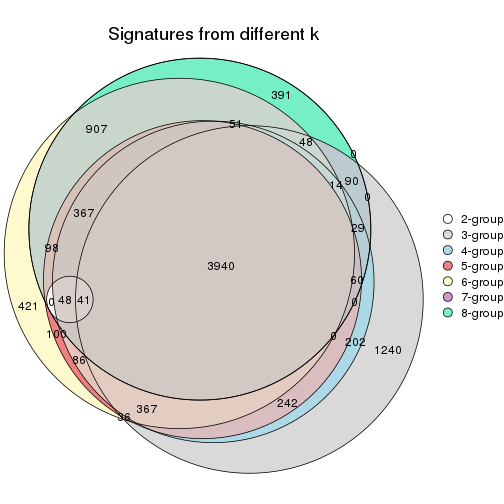 Signatures from different k
391
907
51
48
0
14 90
0
367
29
98
3940
60
0 48 41
0
421
100
0
202
1240
86
242
367
36
2-group
3-group
4-group
5-group
6-group
7-group
8-group